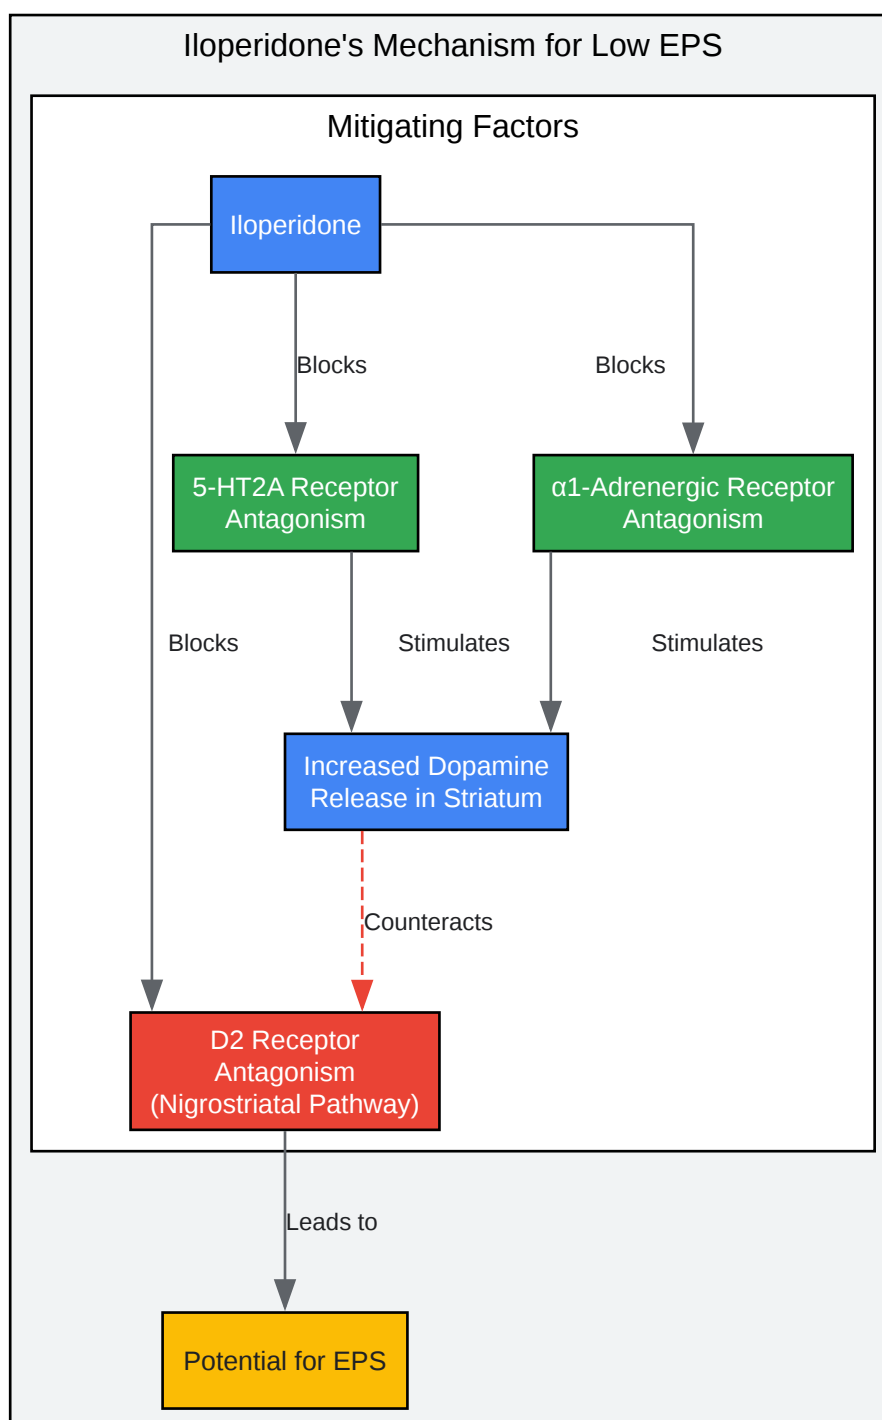 Iloperidone's Mechanism for Low EPS
Mitigating Factors
Iloperidone
Blocks
Blocks
5-HT2A Receptor
Antagonism
α1-Adrenergic Receptor
Antagonism
Blocks
Stimulates
Stimulates
Increased Dopamine
Release in Striatum
Counteracts
D2 Receptor
Antagonism
(Nigrostriatal Pathway)
Leads to
Potential for EPS